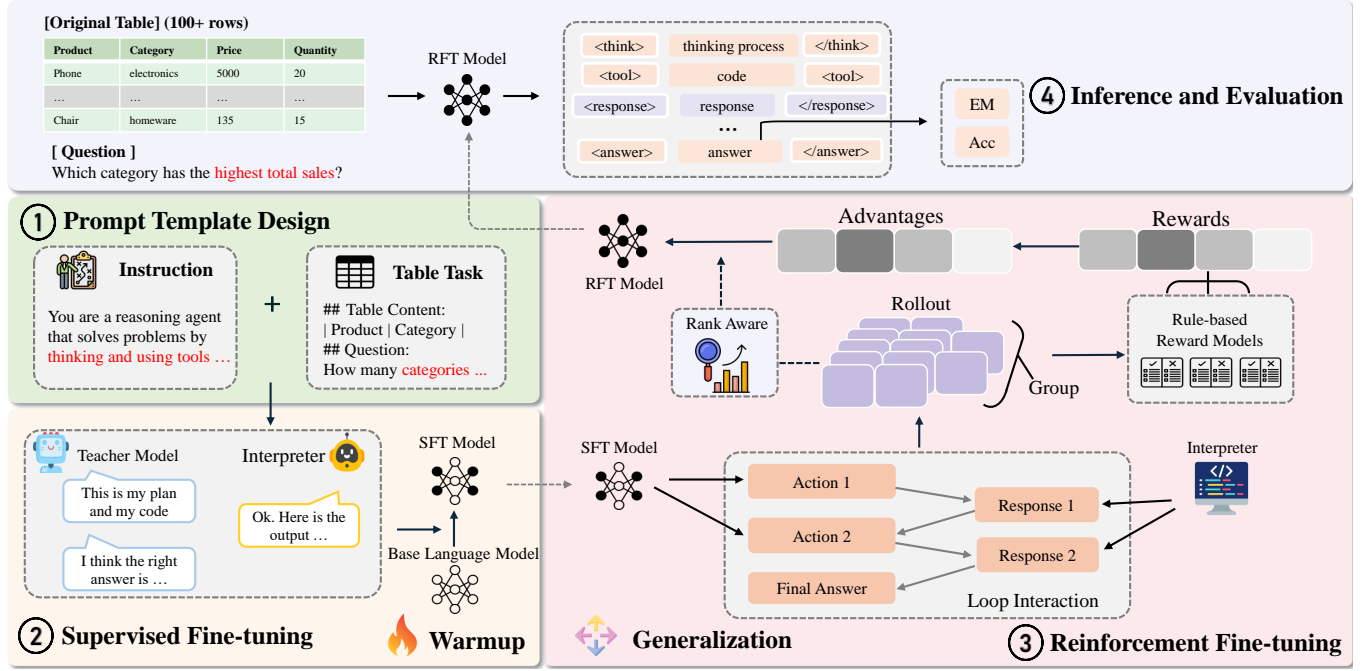 [Original Table] (100+ rows)
Product Category Price Quantity
Phone electronics 5000 20
... ... ... ...
Chair homeware 135 15
[ Question ]
Which category has the highest total sales?
RFT Model
<think> thinking process </think>
<tool> code <tool>
<response> response </response>
...
<answer> answer </answer>
EM
Acc
4 Inference and Evaluation
1 Prompt Template Design
Instruction
You are a reasoning agent
that solves problems by
thinking and using tools ...
+
Table Task
## Table Content:
| Product | Category |
## Question:
How many categories ...
Teacher Model
This is my plan
and my code
I think the right
answer is ...
Interpreter
Ok. Here is the
output ...
SFT Model
Base Language Model
2 Supervised Fine-tuning
Warmup
RFT Model
Advantages
Rewards
Rank Aware
Rollout
Group
Rule-based
Reward Models
SFT Model
Action 1
Action 2
Final Answer
Response 1
Response 2
Loop Interaction
Interpreter
</>
Generalization
3 Reinforcement Fine-tuning